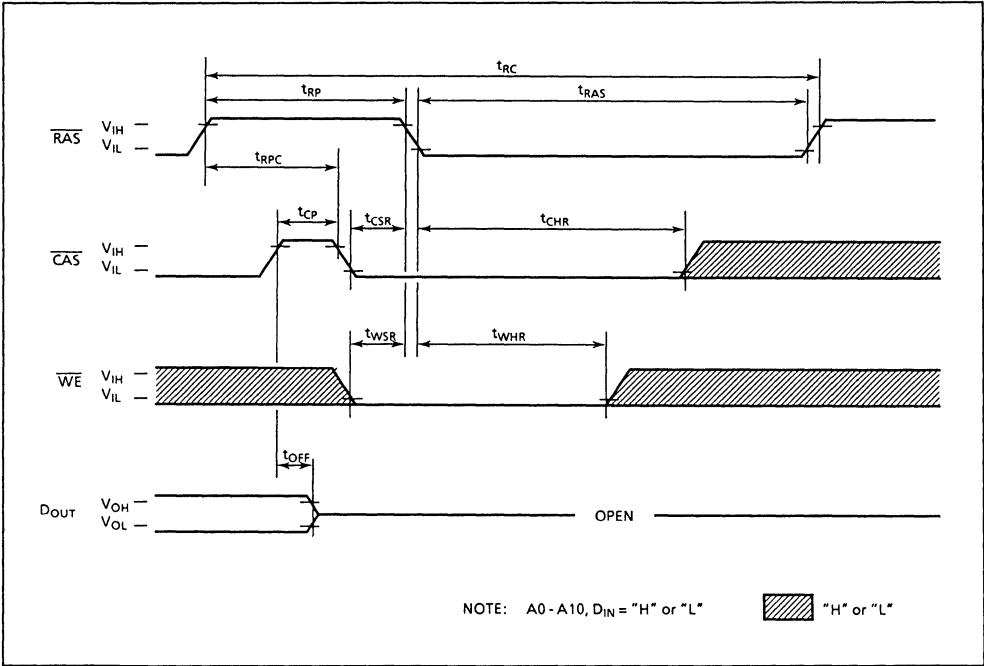 tRC
tRP
tRAS
RAS
VIH
VIL
tRPC
tCP
tCSR
tCHR
CAS
VIH
VIL
tWSR
tWHR
WE
VIH
VIL
tOFF
DOUT
VOH
VOL
OPEN
NOTE: A0 - A10, DIN = "H" or "L"
"H" or "L"